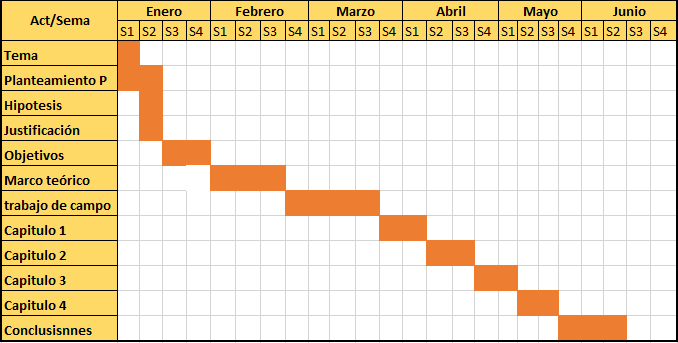 Act/Sema Enero Febrero Marzo Abril Mayo Junio
S1 S2 S3 S4 S1 S2 S3 S4 S1 S2 S3 S4 S1 S2 S3 S4 S1 S2 S3 S4 S1 S2 S3 S4
Tema
Planteamiento P
Hipotesis
Justificación
Objetivos
Marco teórico
trabajo de campo
Capitulo 1
Capitulo 2
Capitulo 3
Capitulo 4
Conclusisnnes